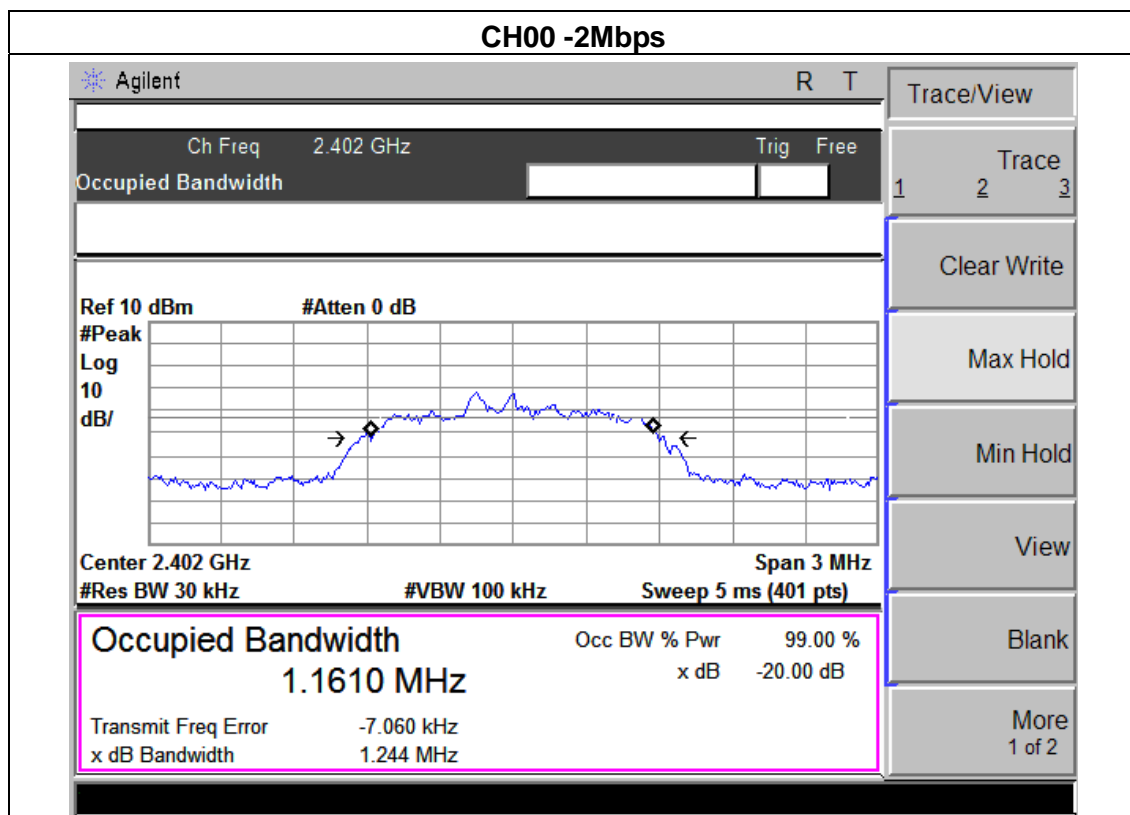 CH00 -2Mbps
Agilent R T
Ch Freq 2.402 GHz Trig Free
Occupied Bandwidth
Ref 10 dBm #Atten 0 dB
#Peak
Log
10
dB/
Center 2.402 GHz Span 3 MHz
#Res BW 30 kHz #VBW 100 kHz Sweep 5 ms (401 pts)
Occupied Bandwidth Occ BW % Pwr 99.00 %
1.1610 MHz x dB -20.00 dB
Transmit Freq Error -7.060 kHz
x dB Bandwidth 1.244 MHz
Trace/View
Trace
1 2 3
Clear Write
Max Hold
Min Hold
View
Blank
More
1 of 2